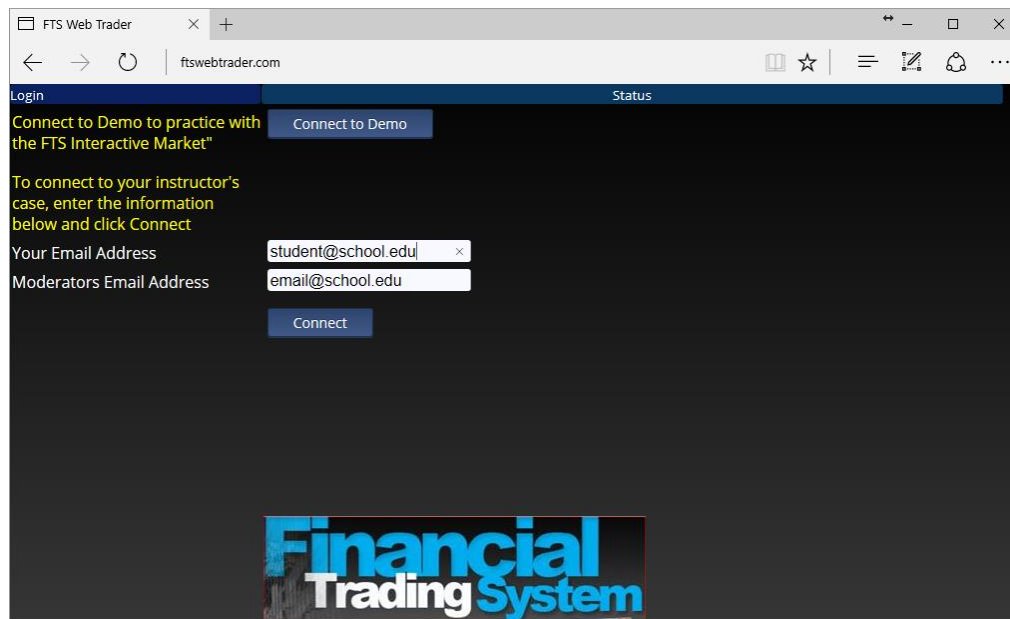 FTS Web Trader
ftswebtrader.com
Login Status
Connect to Demo to practice with
the FTS Interactive Market"
Connect to Demo
To connect to your instructor's
case, enter the information
below and click Connect
Your Email Address student@school.edu
Moderators Email Address email@school.edu
Connect
Financial
Trading System